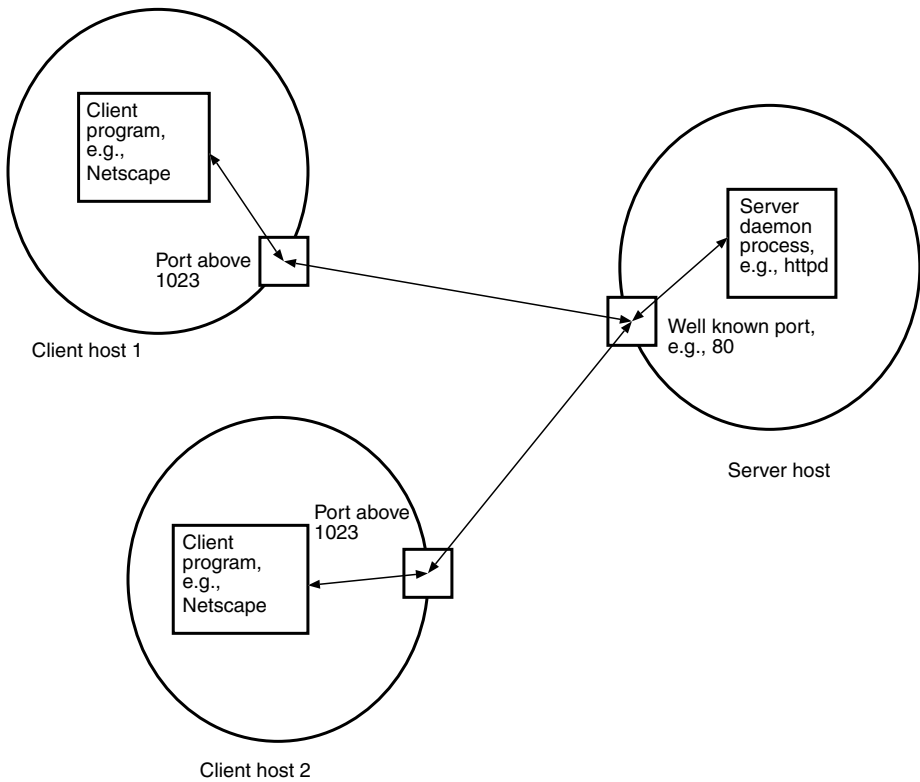 Client
program,
e.g.,
Netscape
Port above
1023
Client host 1
Server
daemon
process,
e.g., httpd
Well known port,
e.g., 80
Server host
Port above
1023
Client
program,
e.g.,
Netscape
Client host 2